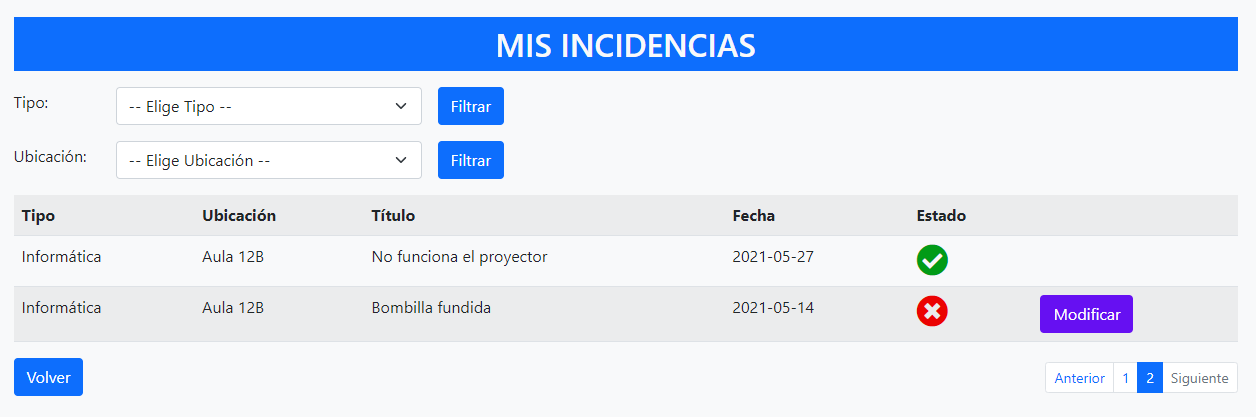 MIS INCIDENCIAS
Tipo: -- Elige Tipo -- Filtrar
Ubicación: -- Elige Ubicación -- Filtrar
Tipo Ubicación Título Fecha Estado
Informática Aula 12B No funciona el proyector 2021-05-27
Informática Aula 12B Bombilla fundida 2021-05-14 Modificar
Volver Anterior 1 2 Siguiente